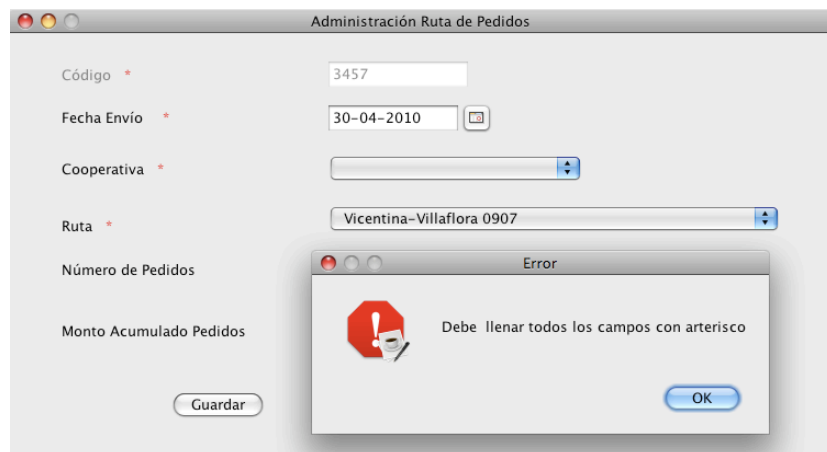 Administración Ruta de Pedidos
Código *
3457
Fecha Envío *
30-04-2010
Cooperativa *
Ruta *
Vicentina-Villaflora 0907
Número de Pedidos
Error
Debe llenar todos los campos con arterisco
Monto Acumulado Pedidos
OK
Guardar